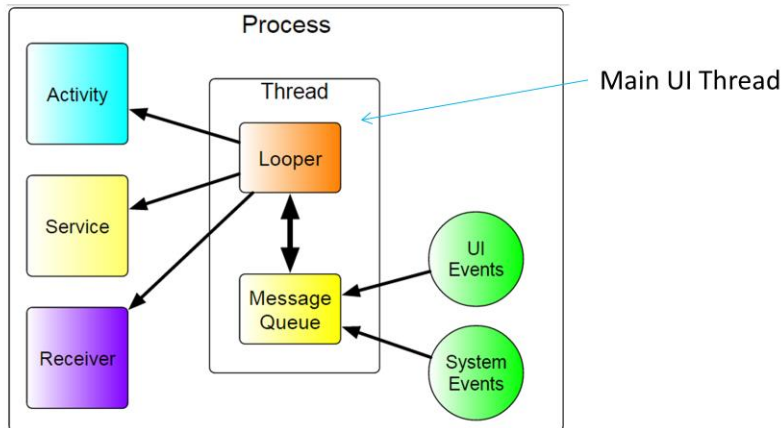 Process
Activity
Thread
Main UI Thread
Looper
Service
UI
Events
Message
Queue
Receiver
System
Events